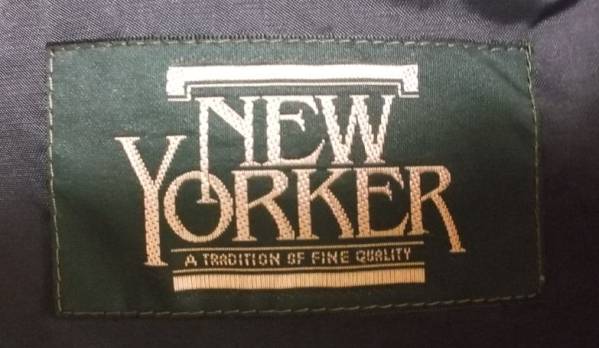 NEW
YORKER
A TRADITION OF FINE QUALITY